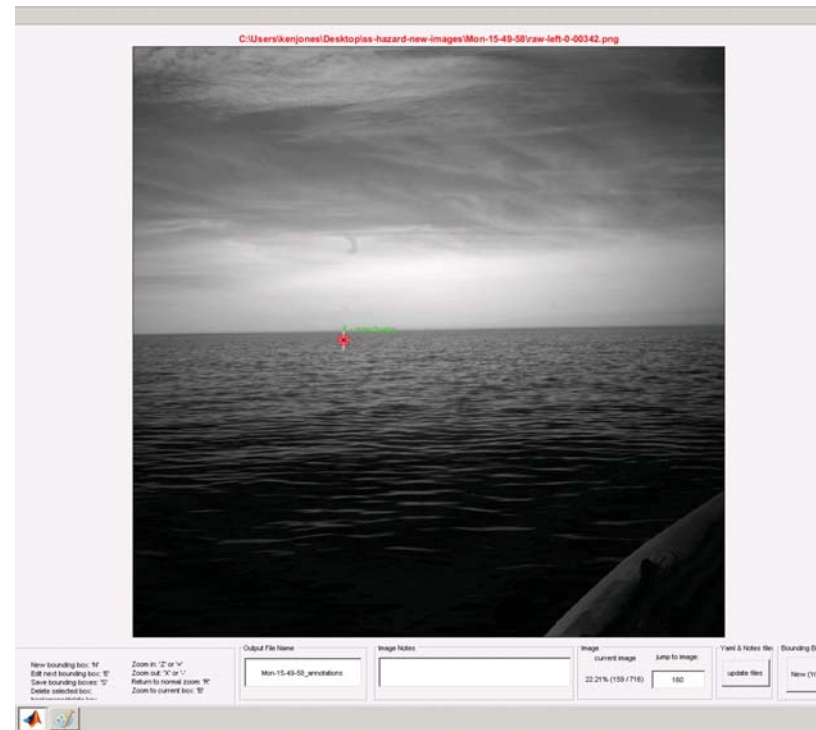 C:\Users\kenjones\Desktop\ss-hazard-new-images\Mon-15-49-58\raw-left-0-00342.png
New bounding box: 'N'
Edit next bounding box: 'E'
Save bounding boxes: 'S'
Delete selected box:
Zoom in: 'Z' or '+'
Zoom out: 'X' or '-'
Return to normal zoom: 'R'
Zoom to current box: 'B'
Output File Name
Mon-15-49-58_annotations
Image Notes
Image
current image
jump to image:
22.21% (159 / 716)
160
Yaml & Notes files
update files
Bounding B
New ('N